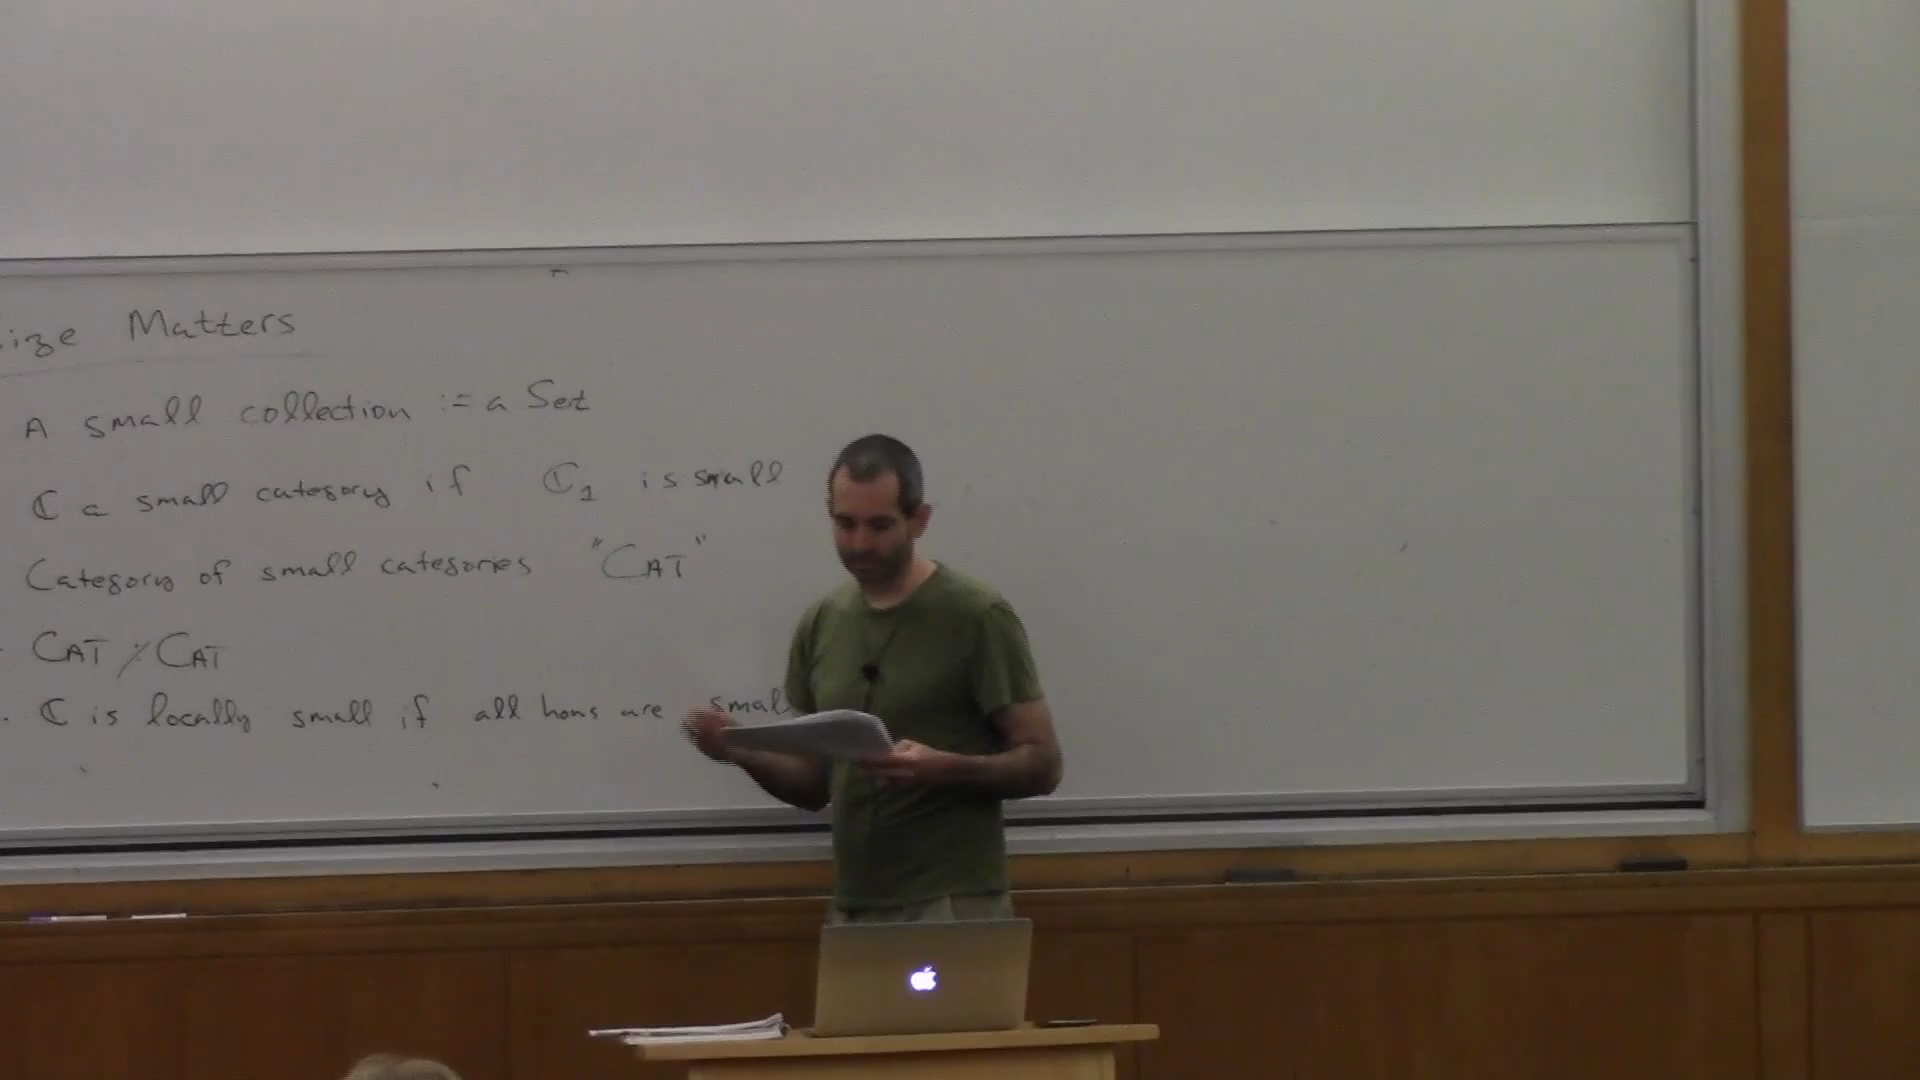 ize Matters
A small collection := a Set
ℂ a small category if ℂ₁ is small
Category of small categories "CAT"
CAT ⁒ CAT
. ℂ is locally small if all homs are small